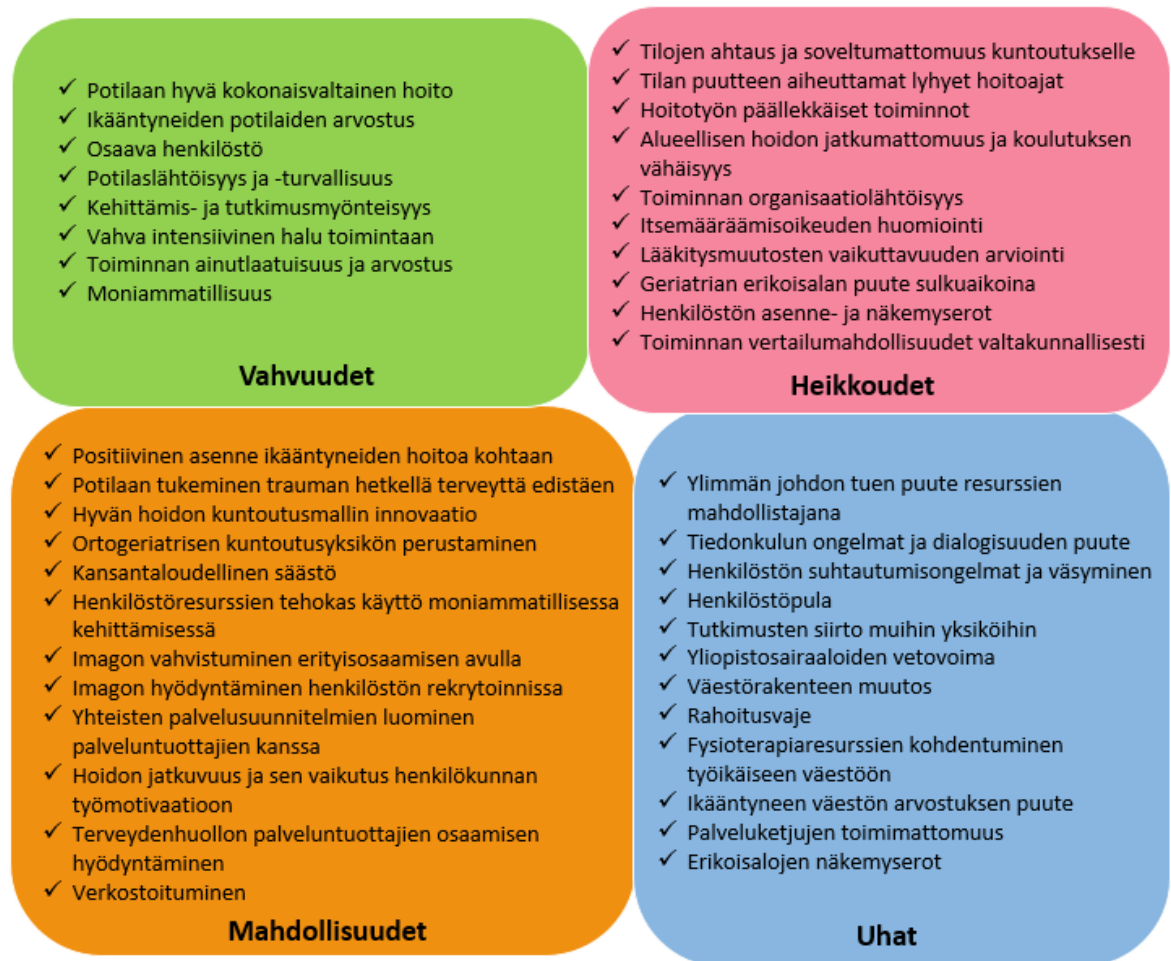 ✓ Potilaan hyvä kokonaisvaltainen hoito
✓ Ikääntyneiden potilaiden arvostus
✓ Osaava henkilöstö
✓ Potilaslähtöisyys ja -turvallisuus
✓ Kehittämis- ja tutkimusmyönteisyys
✓ Vahva intensiivinen halu toimintaan
✓ Toiminnan ainutlaatuisuus ja arvostus
✓ Moniammatillisuus
Vahvuudet
✓ Tilojen ahtaus ja soveltumattomuus kuntoutukselle
✓ Tilan puutteen aiheuttamat lyhyet hoitoajat
✓ Hoitotyön päällekkäiset toiminnot
✓ Alueellisen hoidon jatkumattomuus ja koulutuksen
vähäisyys
✓ Toiminnan organisaatiolähtöisyys
✓ Itsemääräämisoikeuden huomiointi
✓ Lääkitysmuutosten vaikuttavuuden arviointi
✓ Geriatrian erikoisalan puute sulkuaikoina
✓ Henkilöstön asenne- ja näkemyserot
✓ Toiminnan vertailumahdollisuudet valtakunnallisesti
Heikkoudet
✓ Positiivinen asenne ikääntyneiden hoitoa kohtaan
✓ Potilaan tukeminen trauman hetkellä terveyttä edistäen
✓ Hyvän hoidon kuntoutusmallin innovaatio
✓ Ortogeriatrisen kuntoutusyksikön perustaminen
✓ Kansantaloudellinen säästö
✓ Henkilöstöresurssien tehokas käyttö moniammatillisessa
kehittämisessä
✓ Imagon vahvistuminen erityisosaamisen avulla
✓ Imagon hyödyntäminen henkilöstön rekrytoinnissa
✓ Yhteisten palvelusuunnitelmien luominen
palveluntuottajien kanssa
✓ Hoidon jatkuvuus ja sen vaikutus henkilökunnan
työmotivaatioon
✓ Terveydenhuollon palveluntuottajien osaamisen
hyödyntäminen
✓ Verkostoituminen
Mahdollisuudet
✓ Ylimmän johdon tuen puute resurssien
mahdollistajana
✓ Tiedonkulun ongelmat ja dialogisuuden puute
✓ Henkilöstön suhtautumisongelmat ja väsyminen
✓ Henkilöstöpula
✓ Tutkimusten siirto muihin yksiköihin
✓ Yliopistosairaaloiden vetovoima
✓ Väestörakenteen muutos
✓ Rahoitusvaje
✓ Fysioterapiaresurssien kohdentuminen
työikäiseen väestöön
✓ Ikääntyneen väestön arvostuksen puute
✓ Palveluketjujen toimimattomuus
✓ Erikoisalojen näkemyserot
Uhat